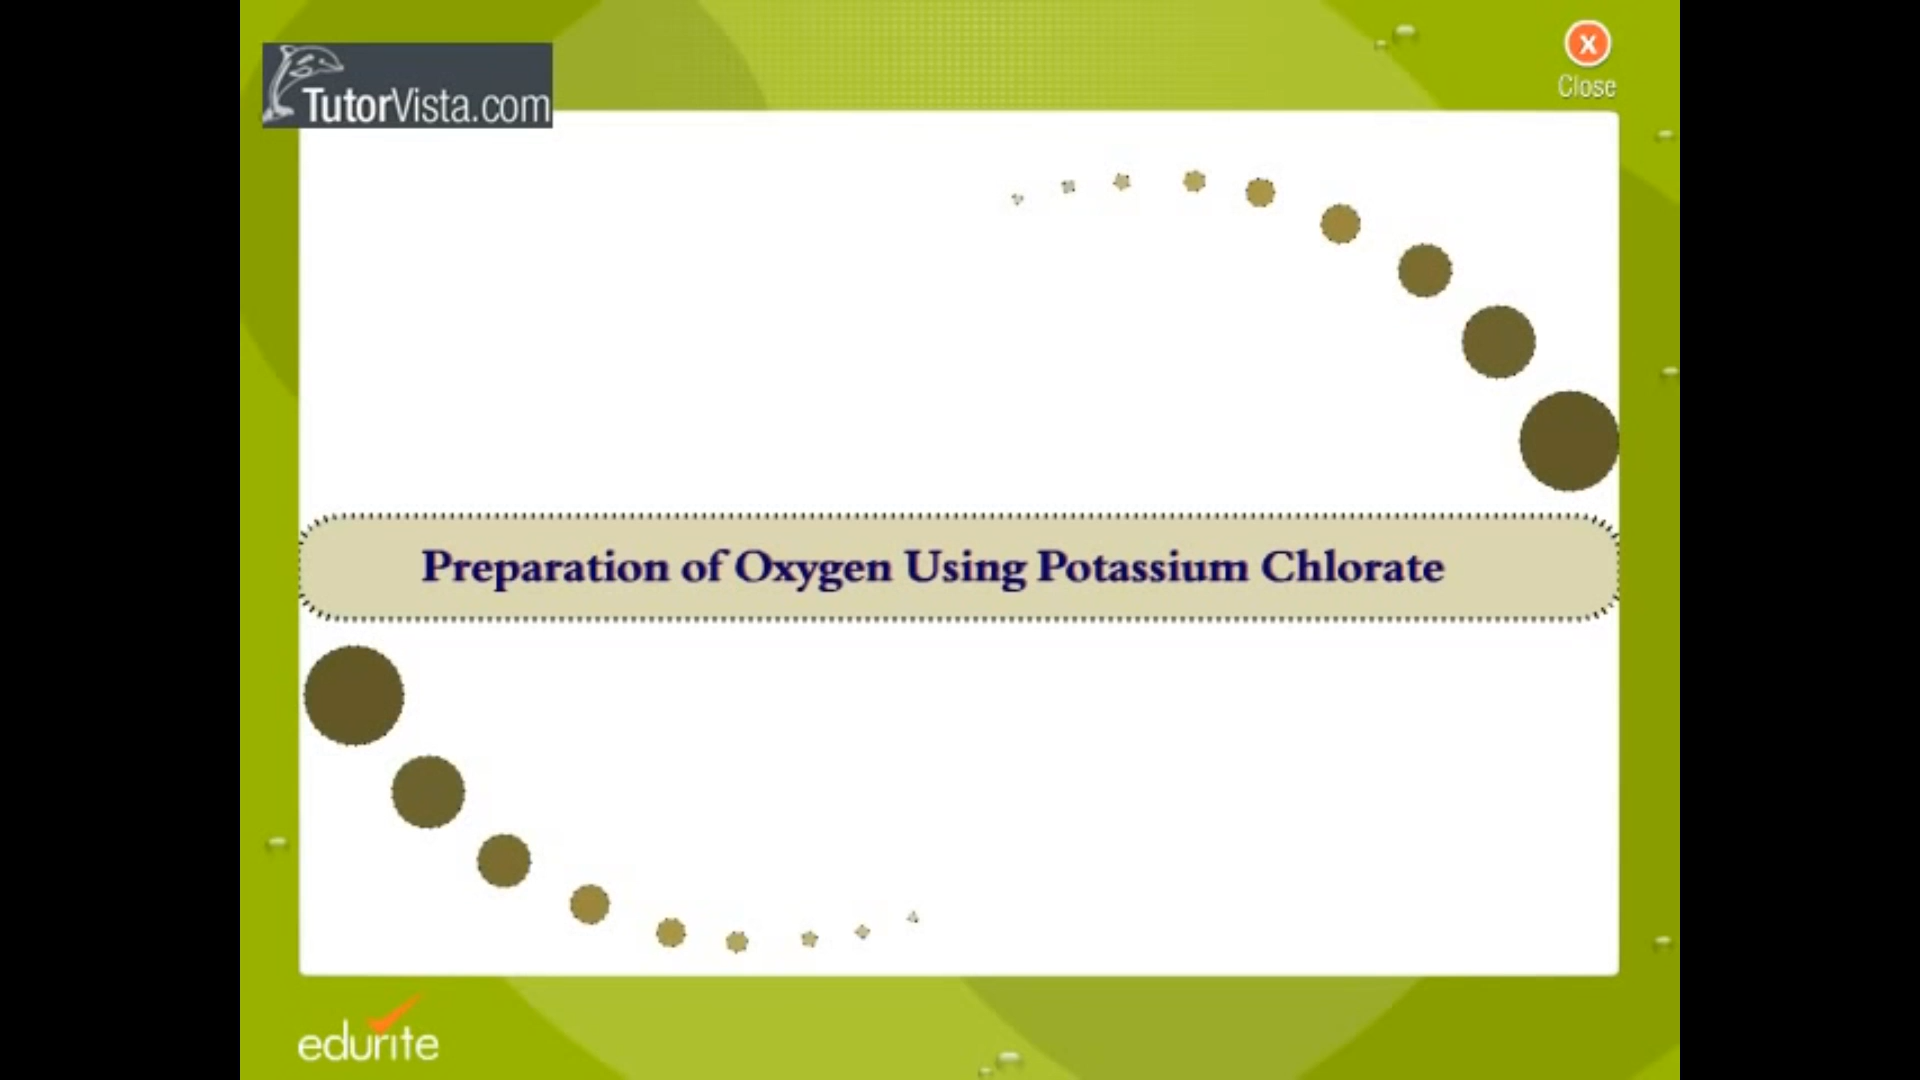 TutorVista.com
X
Close
Preparation of Oxygen Using Potassium Chlorate
edurite